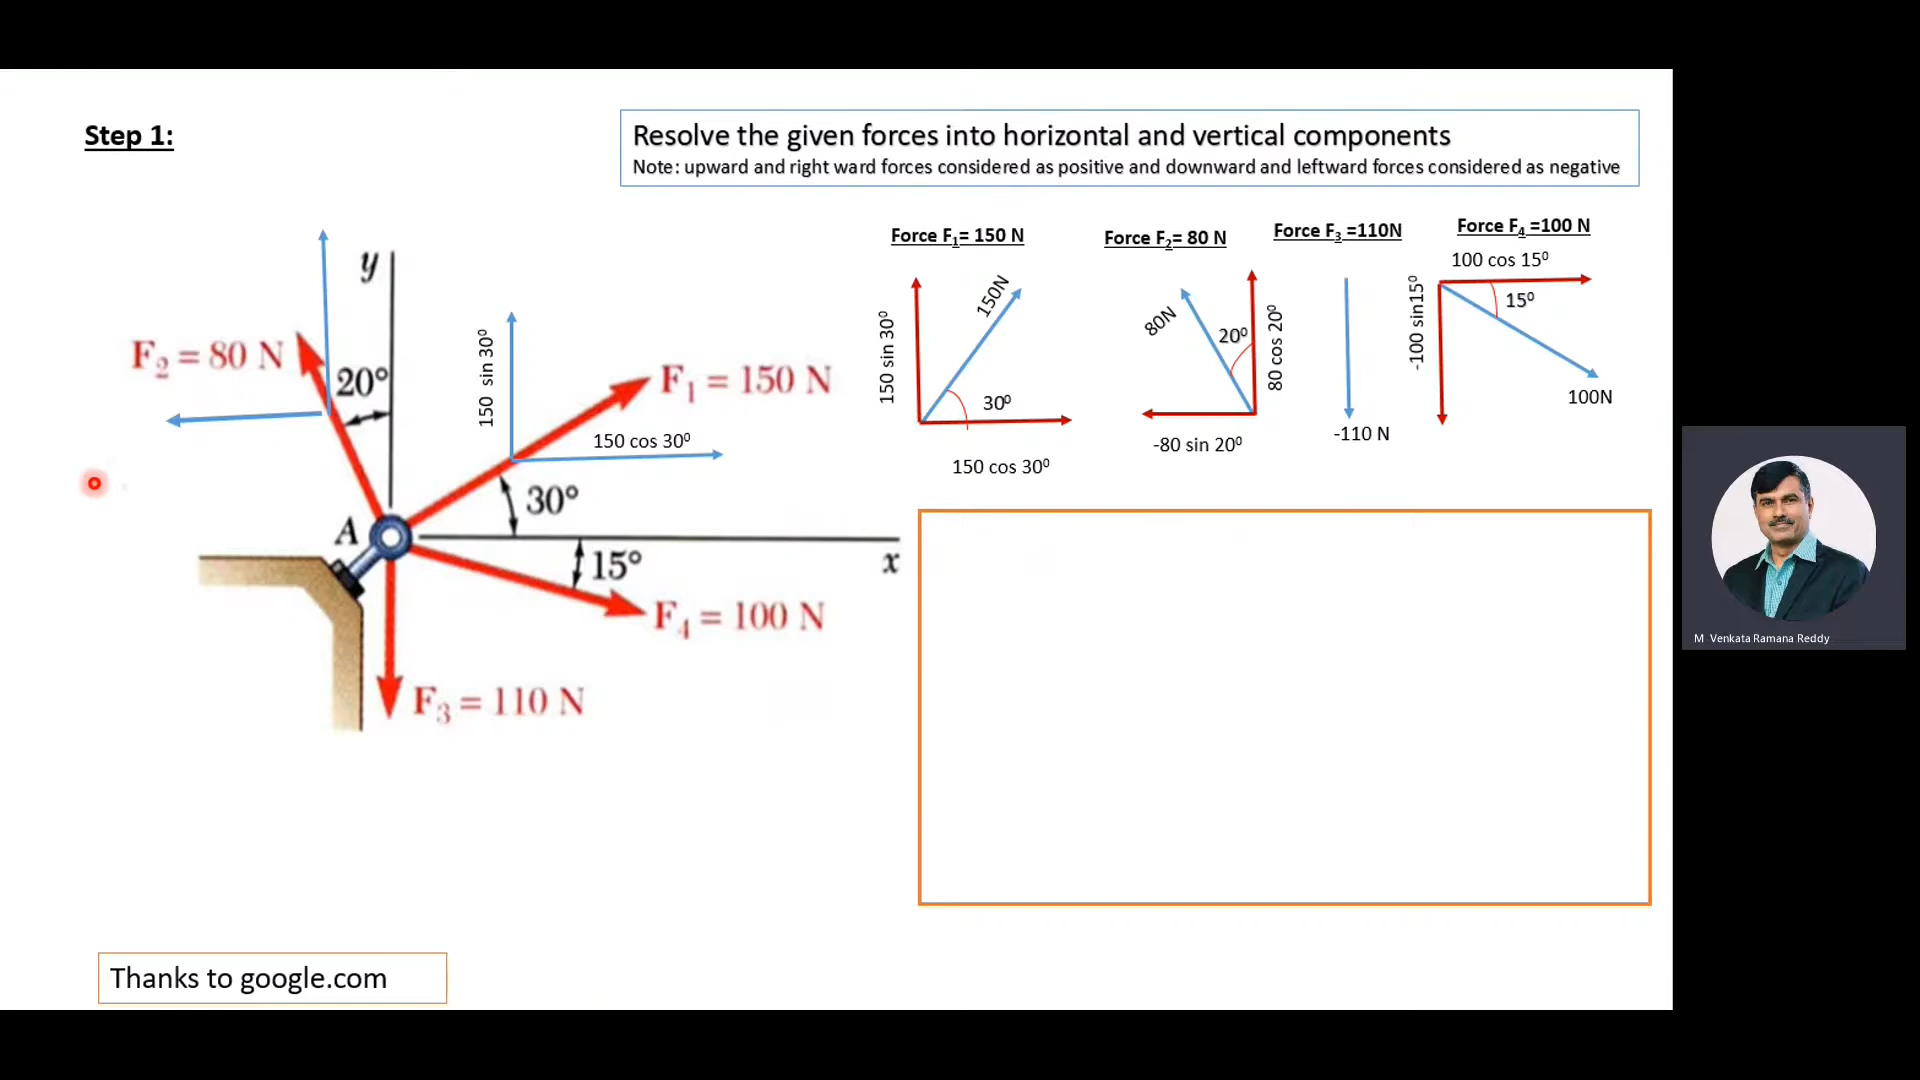 Step 1:
Resolve the given forces into horizontal and vertical components
Note: upward and right ward forces considered as positive and downward and leftward forces considered as negative
y
F₂ = 80 N
20°
150 sin 30⁰
F₁ = 150 N
150 cos 30⁰
30°
A
15°
x
F₄ = 100 N
F₃ = 110 N
Force F₁= 150 N
150N
150 sin 30⁰
30⁰
150 cos 30⁰
Force F₂= 80 N
80N
20⁰
80 cos 20⁰
-80 sin 20⁰
Force F₃ =110N
-110 N
Force F₄ =100 N
100 cos 15⁰
-100 sin15⁰
15⁰
100N
M Venkata Ramana Reddy
Thanks to google.com